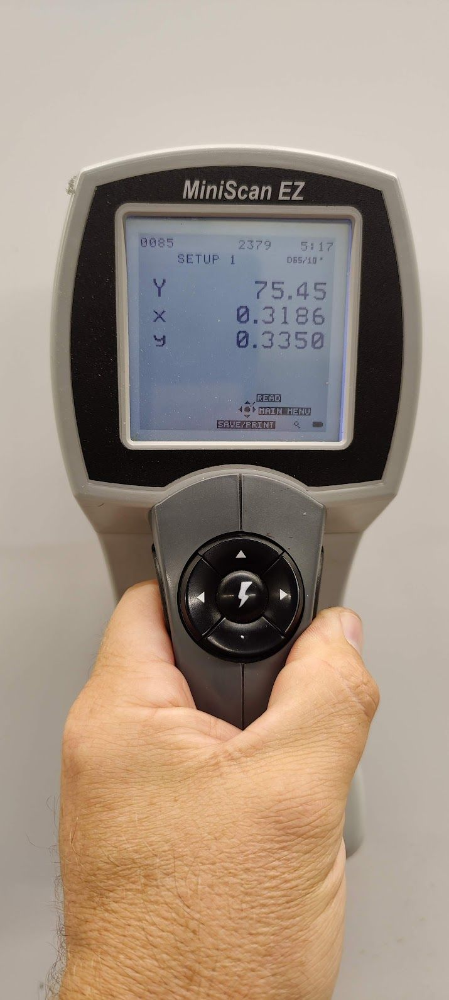 MiniScan EZ
0085 2379 5:17
SETUP 1 D65/10°
Y 75.45
x 0.3186
y 0.3350
READ
MAIN MENU
SAVE/PRINT